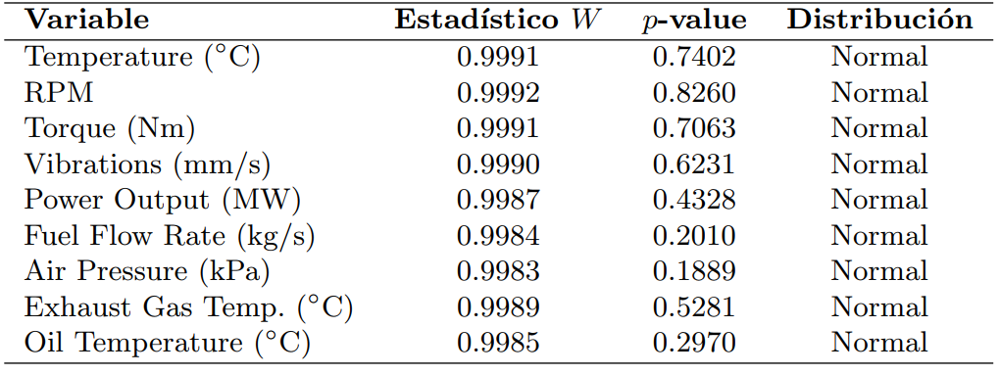 Variable Estadístico W p-value Distribución
Temperature (°C) 0.9991 0.7402 Normal
RPM 0.9992 0.8260 Normal
Torque (Nm) 0.9991 0.7063 Normal
Vibrations (mm/s) 0.9990 0.6231 Normal
Power Output (MW) 0.9987 0.4328 Normal
Fuel Flow Rate (kg/s) 0.9984 0.2010 Normal
Air Pressure (kPa) 0.9983 0.1889 Normal
Exhaust Gas Temp. (°C) 0.9989 0.5281 Normal
Oil Temperature (°C) 0.9985 0.2970 Normal